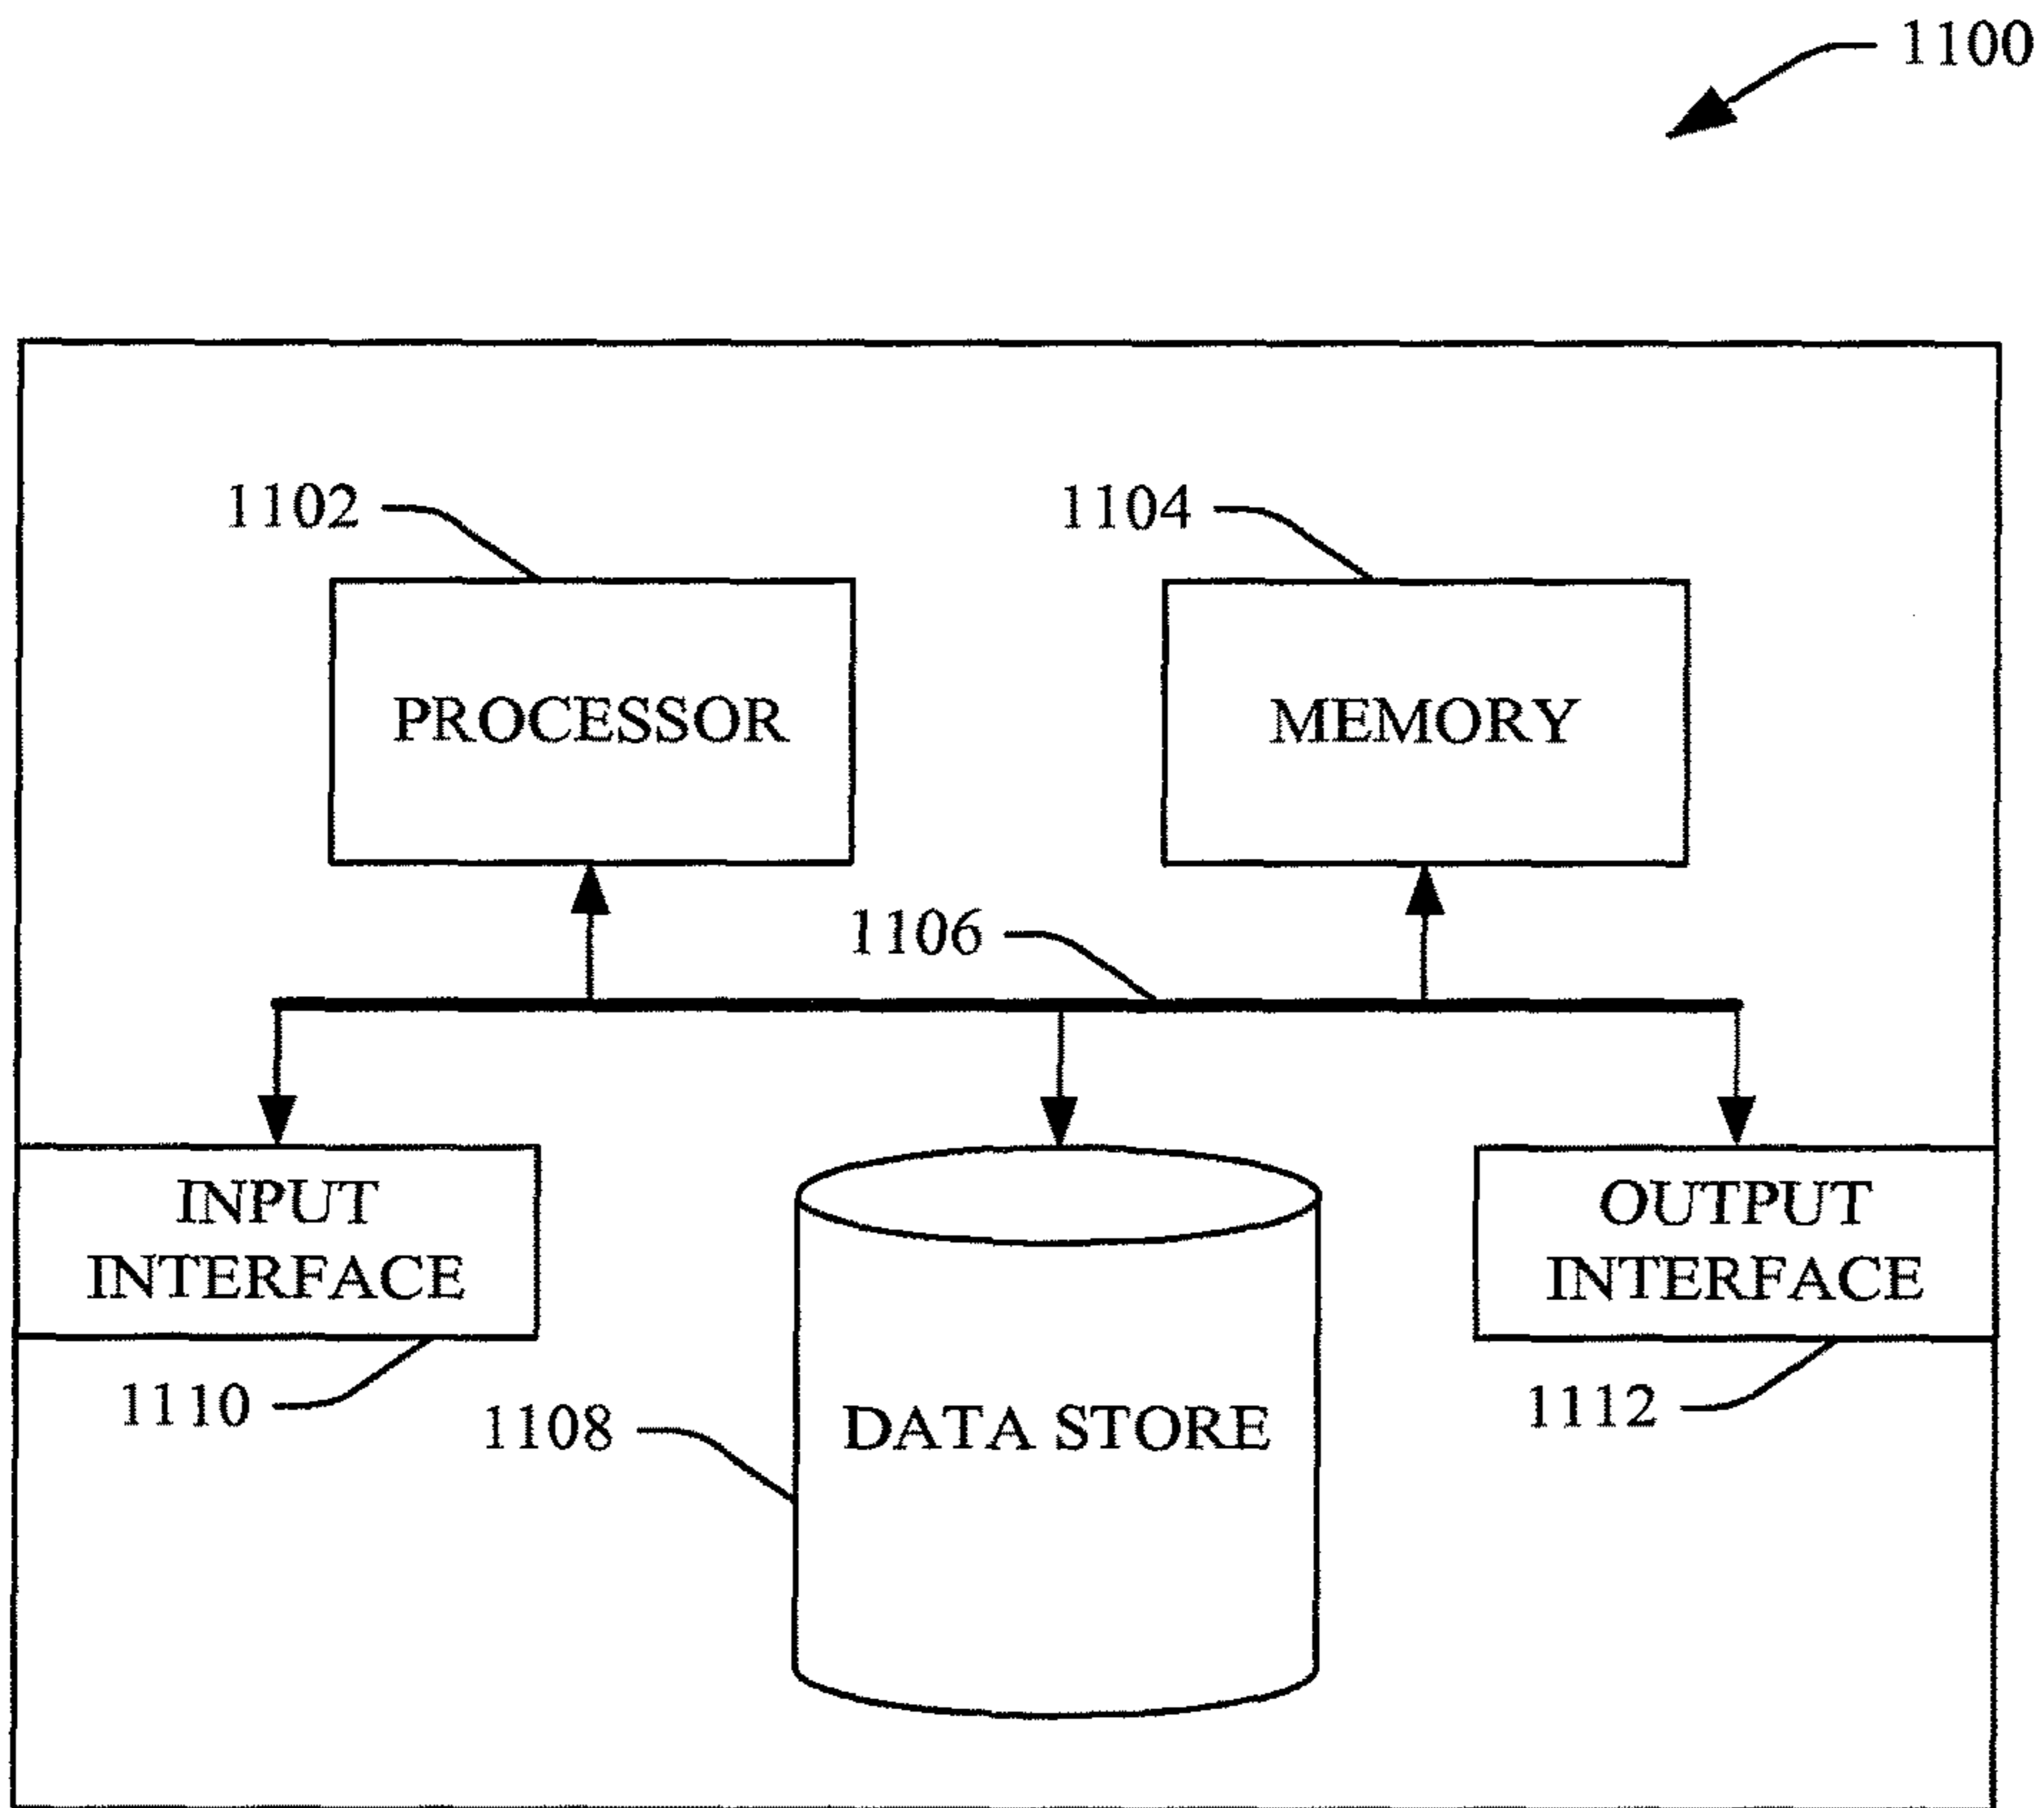 1100
1102
1104
PROCESSOR
MEMORY
1106
INPUT
INTERFACE
OUTPUT
INTERFACE
1110
1108
DATA STORE
1112